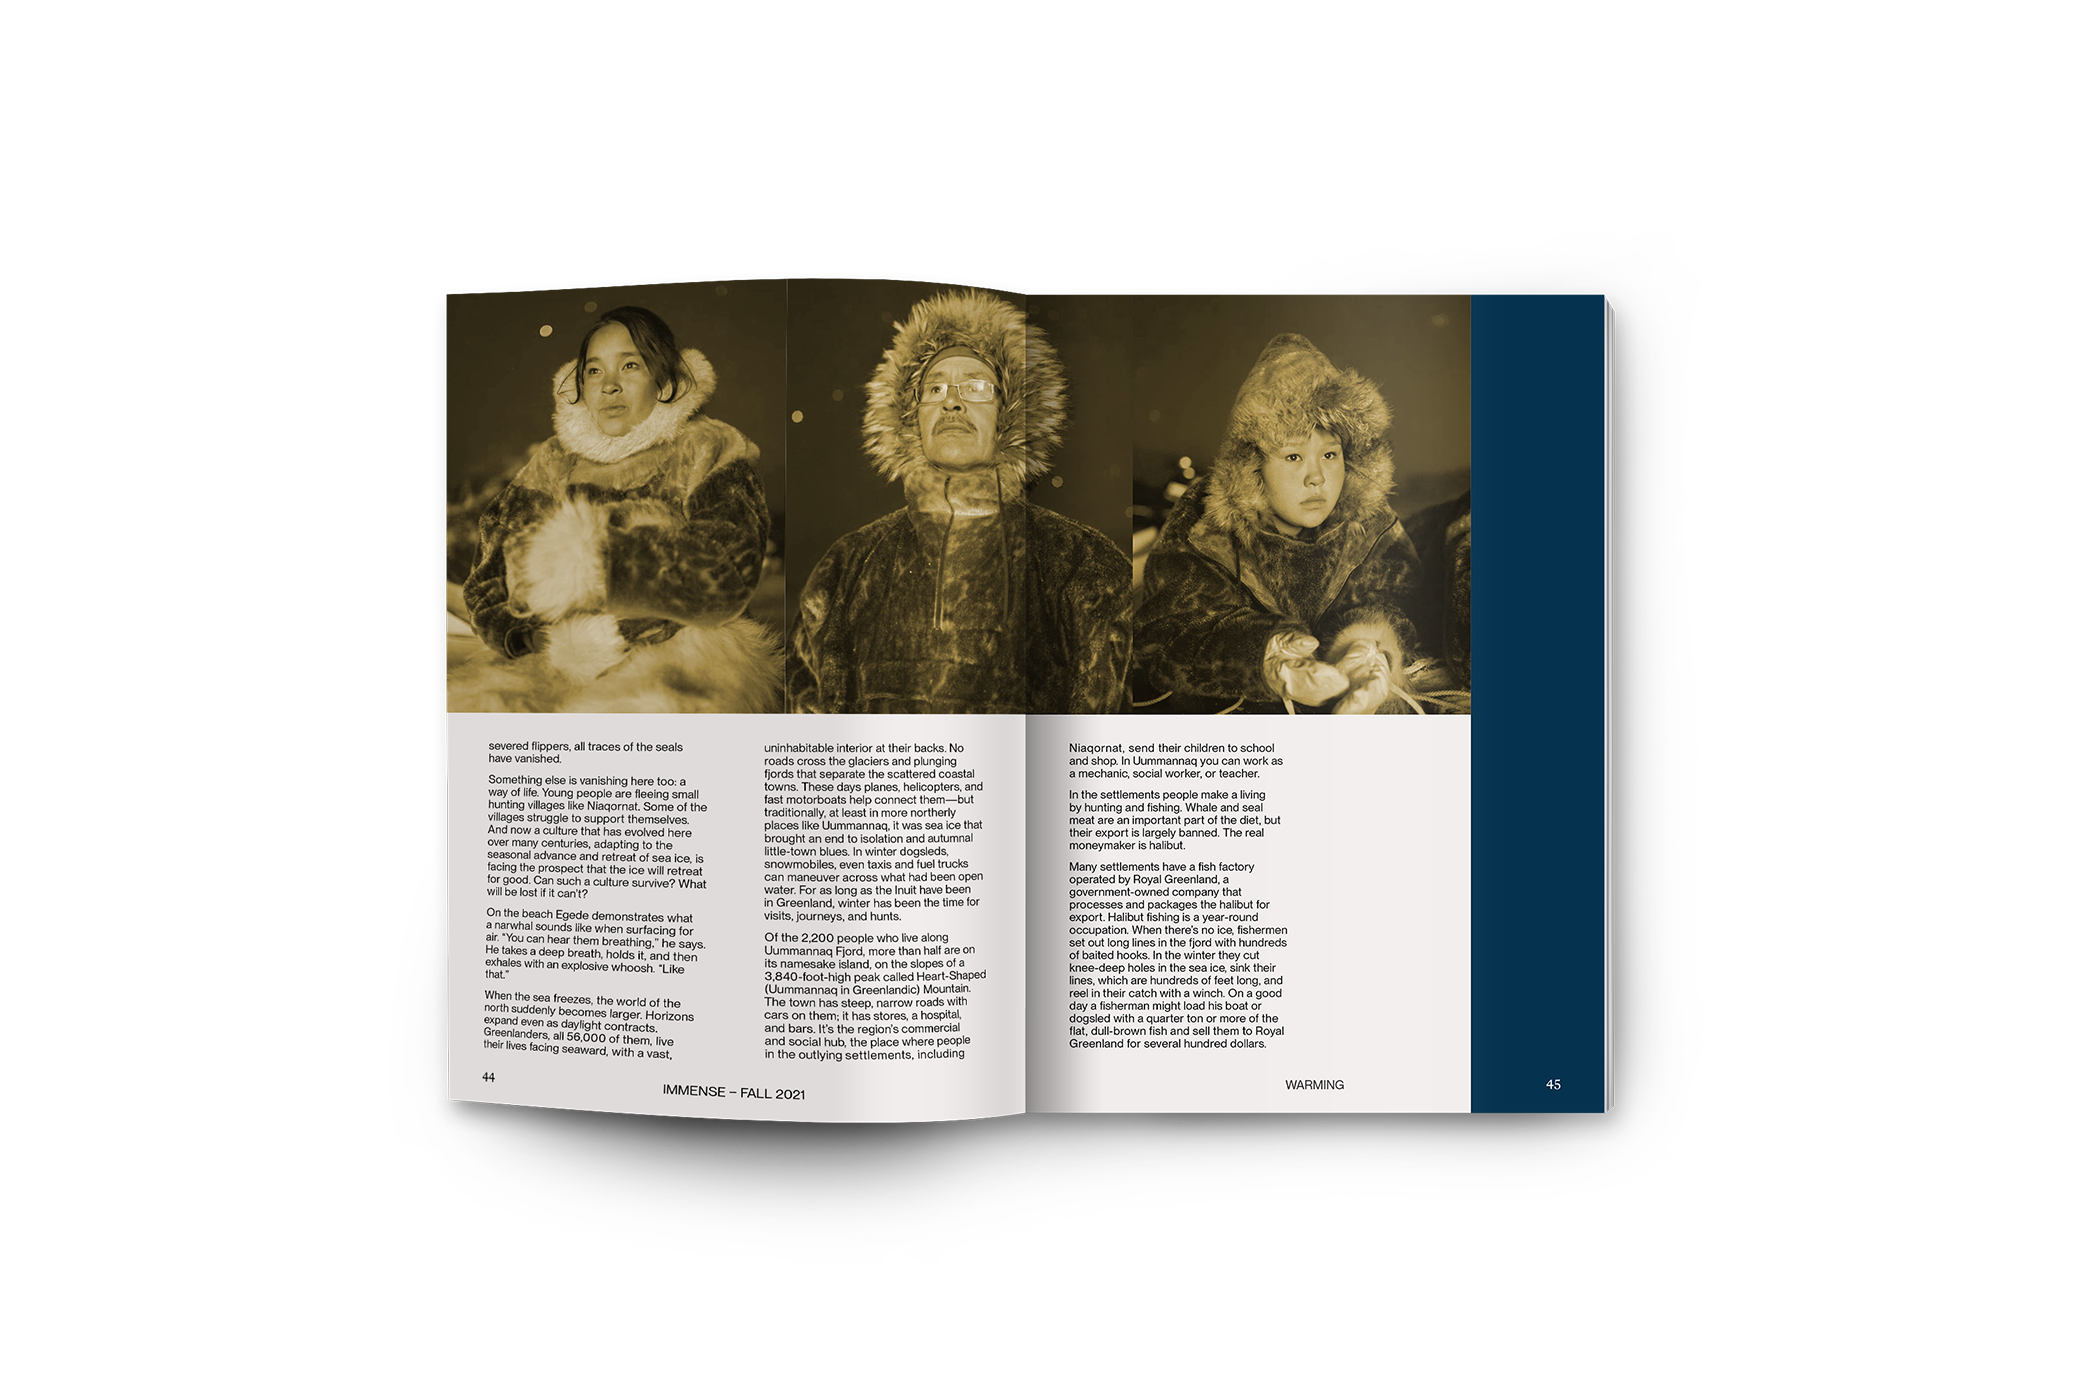 severed flippers, all traces of the seals
have vanished.
Something else is vanishing here too: a
way of life. Young people are fleeing small
hunting villages like Niaqornat. Some of the
villages struggle to support themselves.
And now a culture that has evolved here
over many centuries, adapting to the
seasonal advance and retreat of sea ice, is
facing the prospect that the ice will retreat
for good. Can such a culture survive? What
will be lost if it can't?
On the beach Egede demonstrates what
a narwhal sounds like when surfacing for
air. “You can hear them breathing,” he says.
He takes a deep breath, holds it, and then
exhales with an explosive whoosh. “Like
that.”
When the sea freezes, the world of the
north suddenly becomes larger. Horizons
expand even as daylight contracts.
Greenlanders, all 56,000 of them, live
their lives facing seaward, with a vast,
uninhabitable interior at their backs. No
roads cross the glaciers and plunging
fjords that separate the scattered coastal
towns. These days planes, helicopters, and
fast motorboats help connect them—but
traditionally, at least in more northerly
places like Uummannaq, it was sea ice that
brought an end to isolation and autumnal
little-town blues. In winter dogsleds,
snowmobiles, even taxis and fuel trucks
can maneuver across what had been open
water. For as long as the Inuit have been
in Greenland, winter has been the time for
visits, journeys, and hunts.
Of the 2,200 people who live along
Uummannaq Fjord, more than half are on
its namesake island, on the slopes of a
3,840-foot-high peak called Heart-Shaped
(Uummannaq in Greenlandic) Mountain.
The town has steep, narrow roads with
cars on them; it has stores, a hospital,
and bars. It's the region's commercial
and social hub, the place where people
in the outlying settlements, including
44
IMMENSE – FALL 2021
Niaqornat, send their children to school
and shop. In Uummannaq you can work as
a mechanic, social worker, or teacher.
In the settlements people make a living
by hunting and fishing. Whale and seal
meat are an important part of the diet, but
their export is largely banned. The real
moneymaker is halibut.
Many settlements have a fish factory
operated by Royal Greenland, a
government-owned company that
processes and packages the halibut for
export. Halibut fishing is a year-round
occupation. When there's no ice, fishermen
set out long lines in the fjord with hundreds
of baited hooks. In the winter they cut
knee-deep holes in the sea ice, sink their
lines, which are hundreds of feet long, and
reel in their catch with a winch. On a good
day a fisherman might load his boat or
dogsled with a quarter ton or more of the
flat, dull-brown fish and sell them to Royal
Greenland for several hundred dollars.
WARMING
45